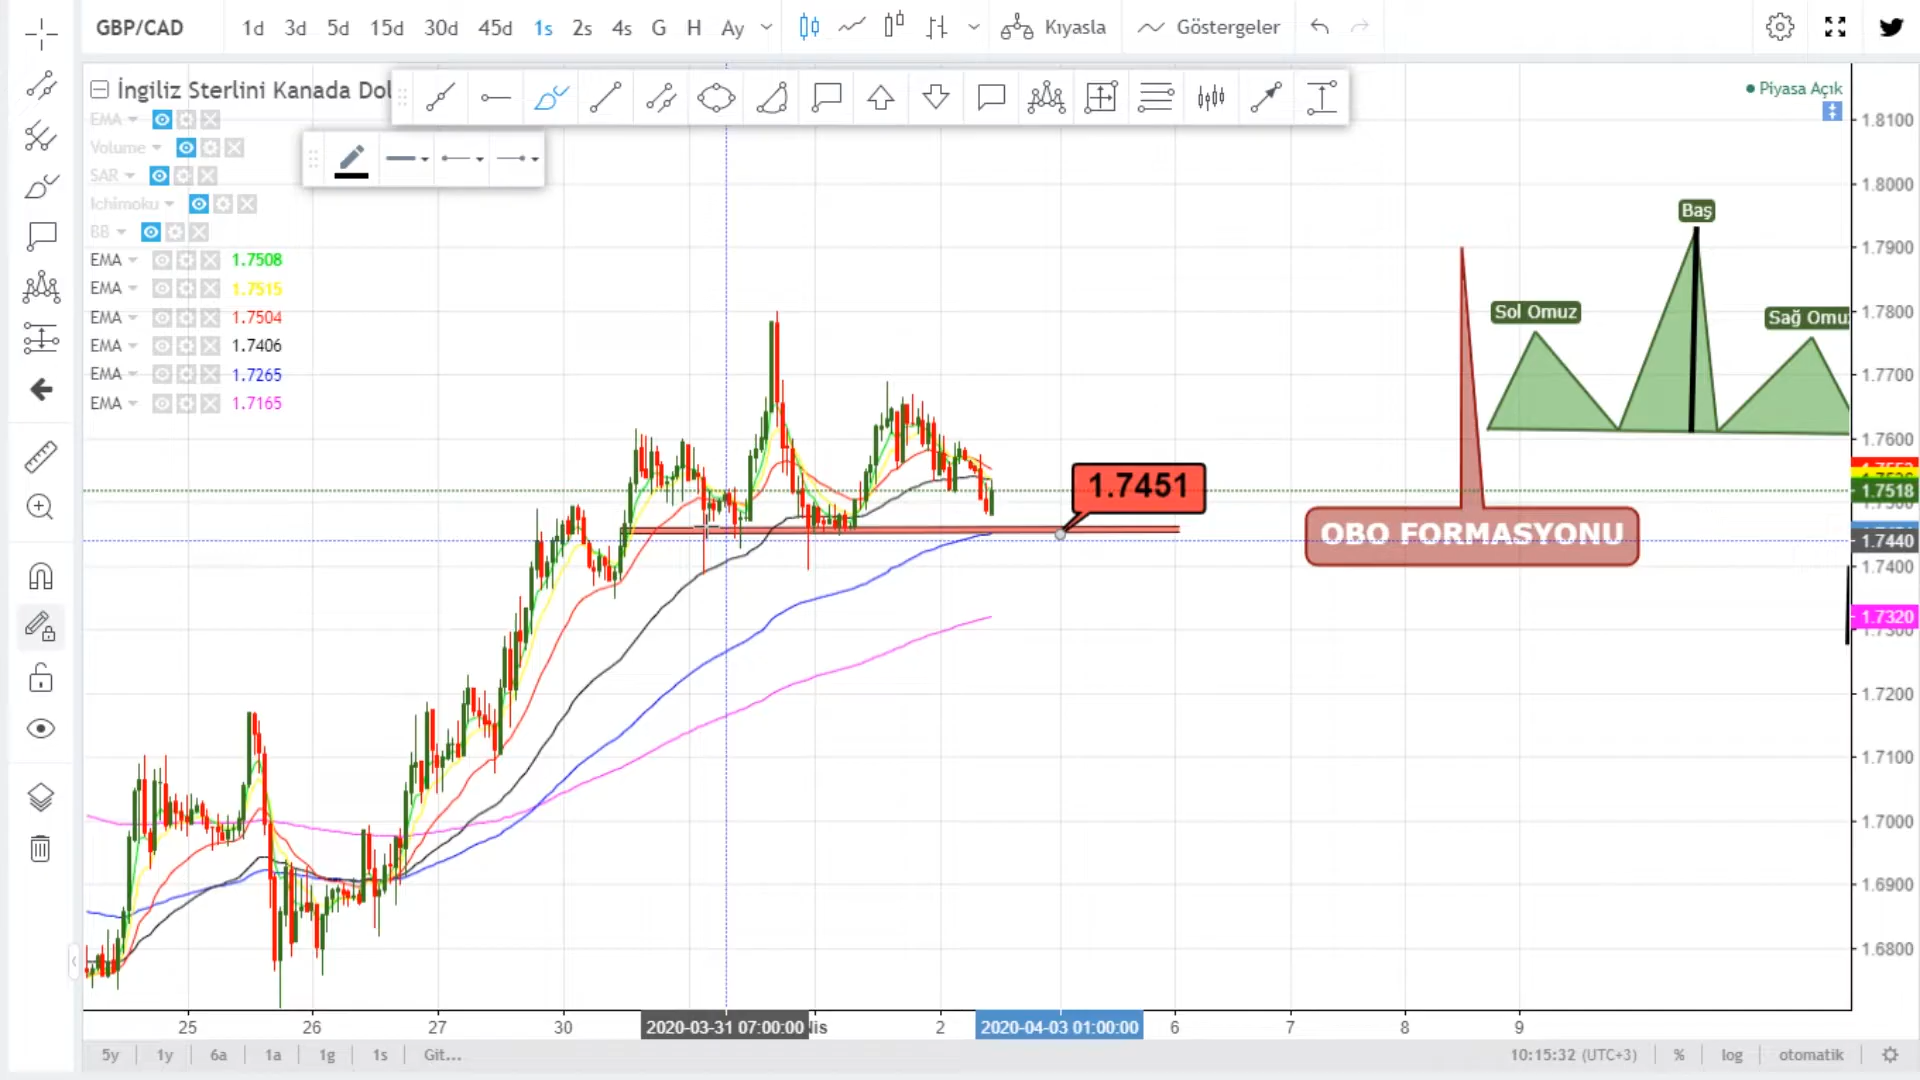 GBP/CAD
1d 3d 5d 15d 30d 45d 1s 2s 4s G H Ay
Kıyasla
Göstergeler
İngiliz Sterlini Kanada Dol
Piyasa Açık
EMA
Volume
SAR
Ichimoku
BB
EMA 1.7508
EMA 1.7515
EMA 1.7504
EMA 1.7406
EMA 1.7265
EMA 1.7165
Baş
Sol Omuz
Sağ Omu
1.7451
OBO FORMASYONU
1.8100
1.8000
1.7900
1.7800
1.7700
1.7600
1.7518
1.7440
1.7400
1.7320
1.7300
1.7200
1.7100
1.7000
1.6900
1.6800
25 26 27 30 2020-03-31 07:00:00 lis 2 2020-04-03 01:00:00 6 7 8 9
5y 1y 6a 1a 1g 1s Git...
10:15:32 (UTC+3) % log otomatik